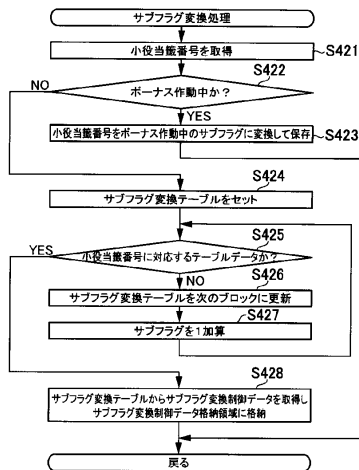 サブフラグ変換処理
小役当籤番号を取得
S421
S422
ボーナス作動中か?
NO
YES
小役当籤番号をボーナス作動中のサブフラグに変換して保存
S423
S424
サブフラグ変換テーブルをセット
S425
小役当籤番号に対応するテーブルデータか?
YES
NO
S426
サブフラグ変換テーブルを次のブロックに更新
S427
サブフラグを1加算
S428
サブフラグ変換テーブルからサブフラグ変換制御データを取得し
サブフラグ変換制御データ格納領域に格納
戻る